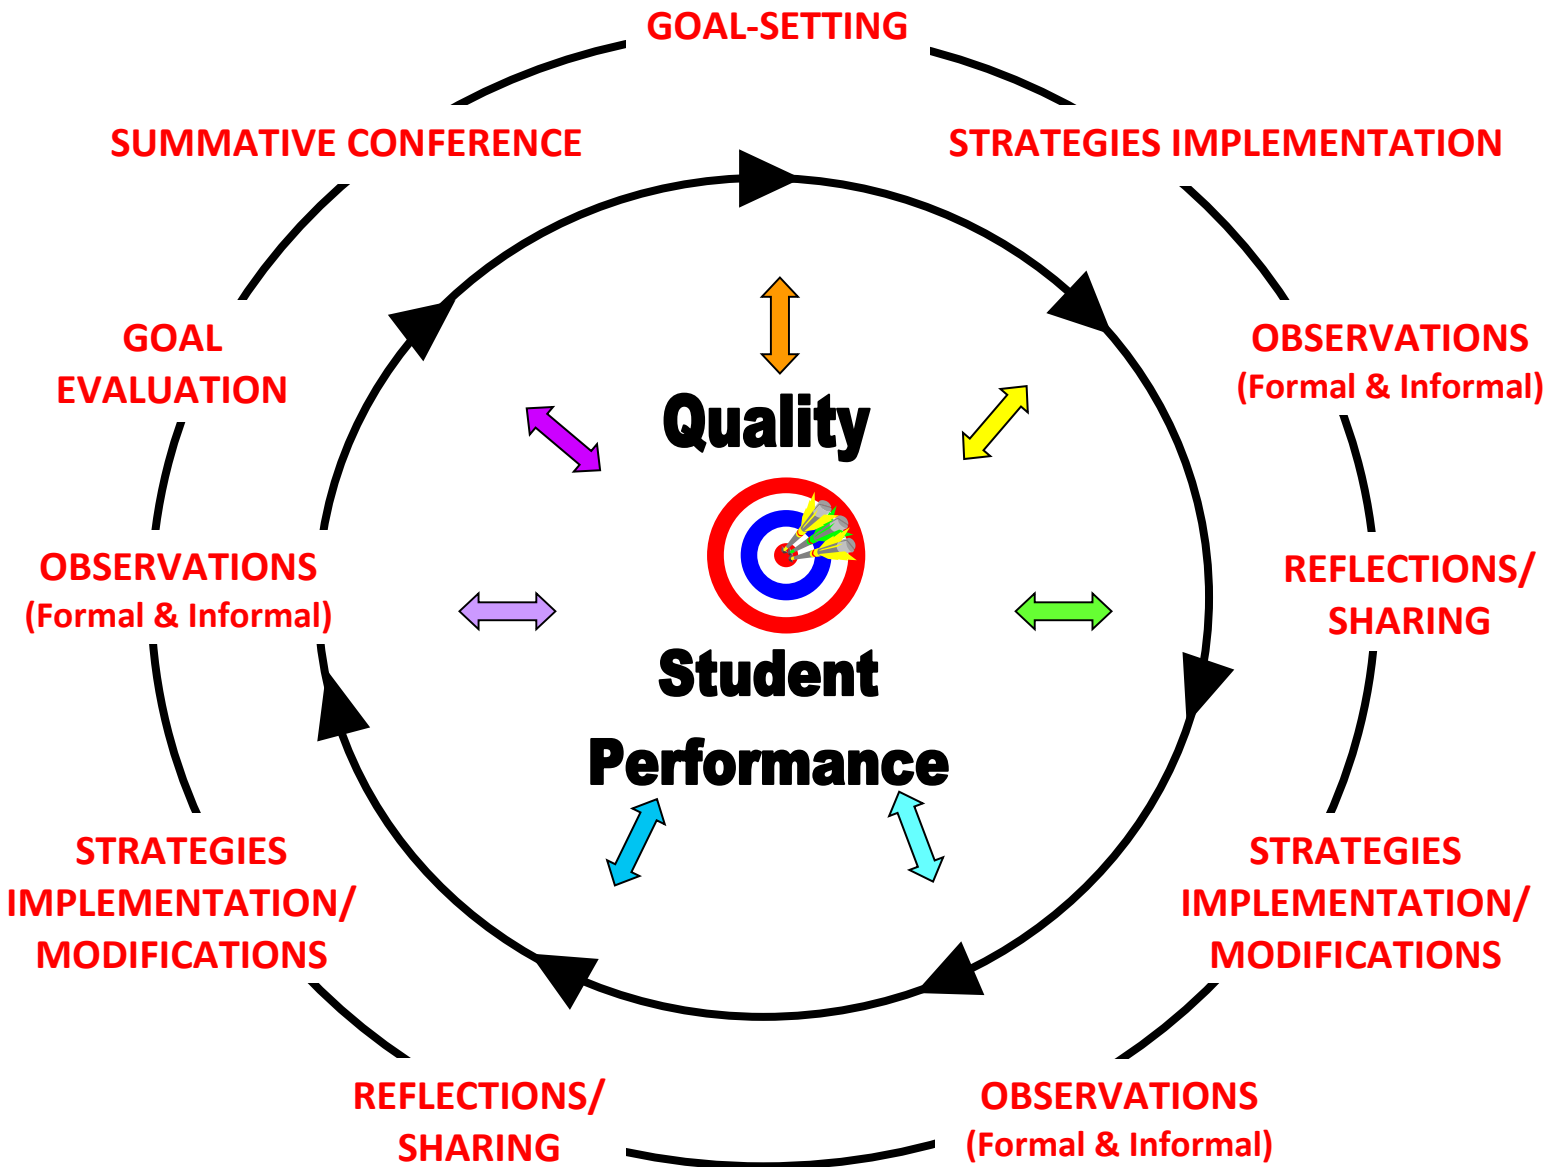 GOAL-SETTING
STRATEGIES IMPLEMENTATION
OBSERVATIONS
(Formal & Informal)
REFLECTIONS/
SHARING
STRATEGIES
IMPLEMENTATION/
MODIFICATIONS
OBSERVATIONS
(Formal & Informal)
REFLECTIONS/
SHARING
STRATEGIES
IMPLEMENTATION/
MODIFICATIONS
OBSERVATIONS
(Formal & Informal)
GOAL
EVALUATION
SUMMATIVE CONFERENCE
Quality
Student
Performance